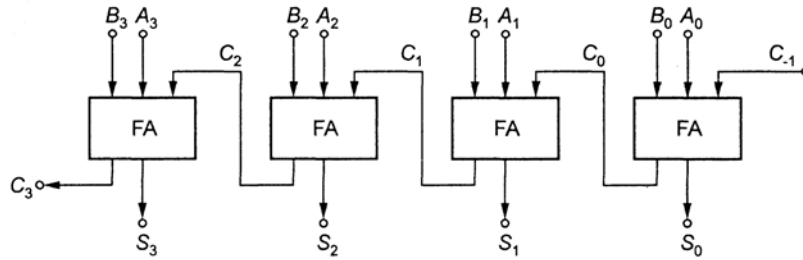 B₃ A₃ B₂ A₂ B₁ A₁ B₀ A₀
C₂ C₁ C₀ C₋₁
FA FA FA FA
C₃
S₃ S₂ S₁ S₀